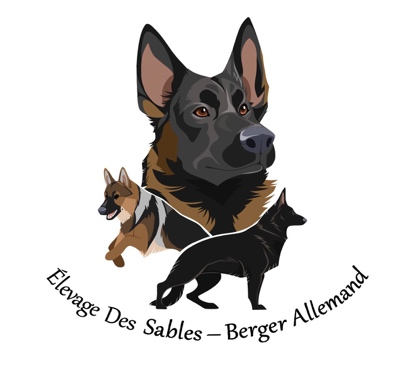 Élevage Des Sables – Berger Allemand